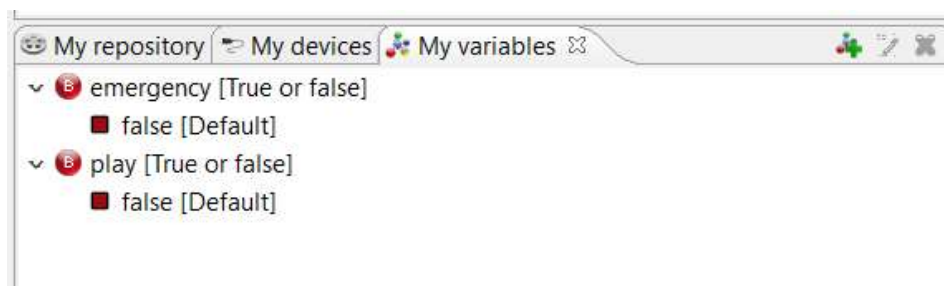 My repository My devices My variables
B emergency [True or false]
false [Default]
B play [True or false]
false [Default]